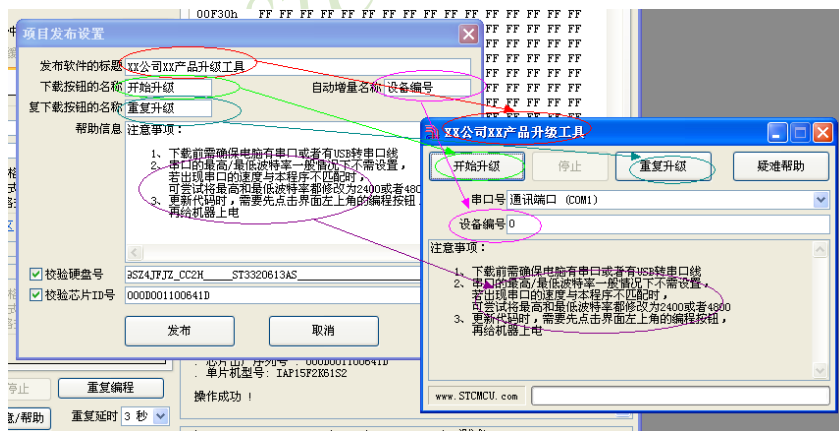 00F30h FF FF FF FF FF FF FF FF FF FF FF FF FF FF FF
项目发布设置
发布软件的标题 XX公司XX产品升级工具
下载按钮的名称 开始升级 自动增量名称 设备编号
复下载按钮的名称 重复升级
帮助信息 注意事项：
1、下载前需确保电脑有串口或者有USB转串口线
2、串口的最高/最低波特率一般情况下不需设置，
若出现串口的速度与本程序不匹配时，
可尝试将最高和最低波特率都修改为2400或者480
3、更新代码时，需要先点击界面左上角的编程按钮
再给机器上电
校验硬盘号
校验芯片ID号 000D001100641D
发布 取消
XX公司XX产品升级工具
开始升级 停止 重复升级 疑难帮助
串口号 通讯端口 (COM1)
设备编号 0
注意事项：
1、下载前需确保电脑有串口或者有USB转串口线
2、串口的最高/最低波特率一般情况下不需设置，
若出现串口的速度与本程序不匹配时，
可尝试将最高和最低波特率都修改为2400或者4800
3、更新代码时，需要先点击界面左上角的编程按钮，
再给机器上电
www.STCMCU.com
芯片出厂序列号 : 000D001100641D
单片机型号: IAP15F2K61S2
操作成功 !
停止 重复编程
/帮助 重复延时 3 秒